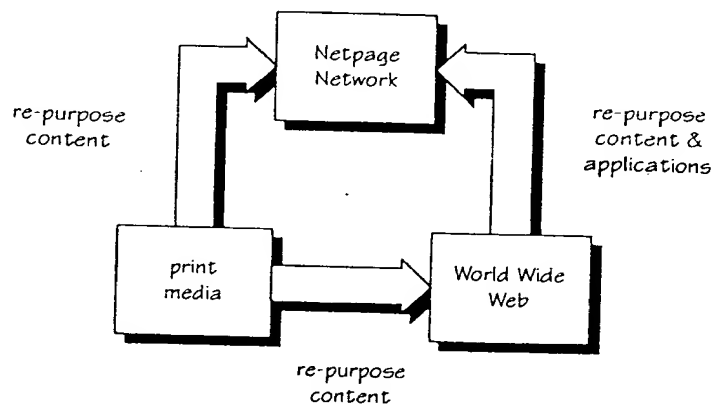 Netpage
Network
re-purpose
content
re-purpose
content &
applications
print
media
World Wide
Web
re-purpose
content